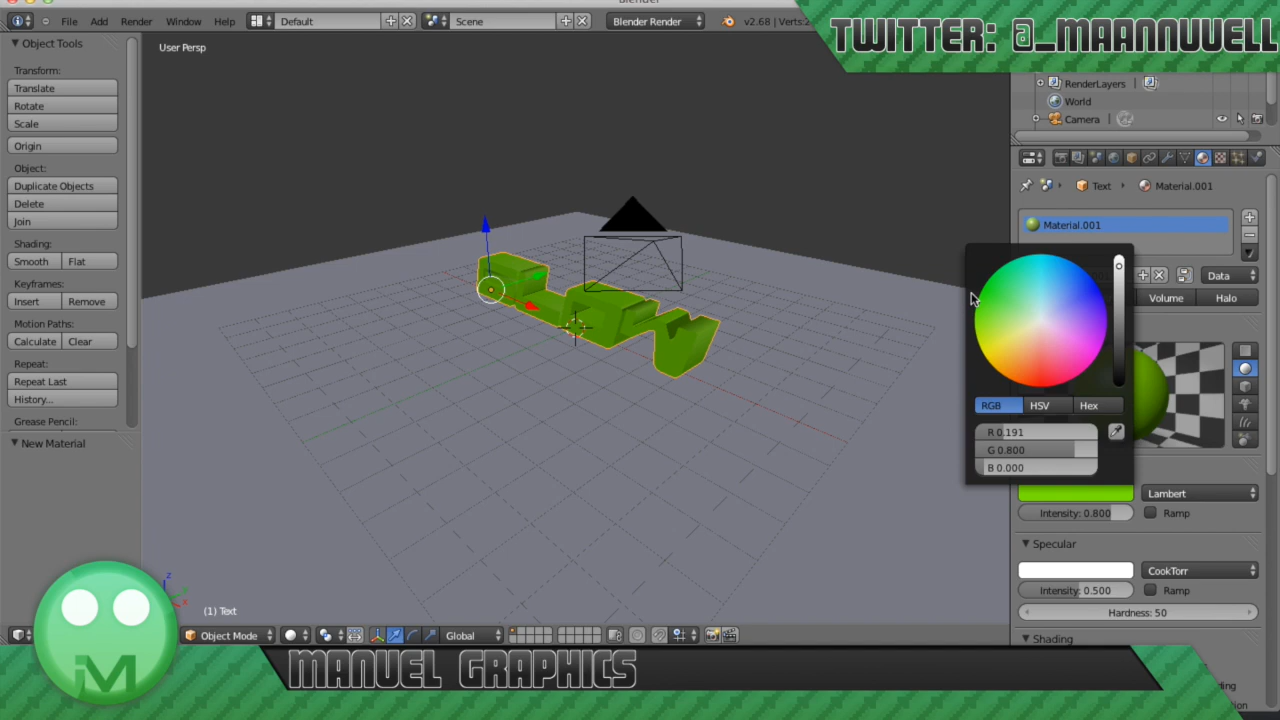 Blender
File Add Render Window Help Default Scene Blender Render v2.68 | Verts:2
TWITTER: @_MAANNUUELL
Object Tools
Transform:
Translate
Rotate
Scale
Origin
Object:
Duplicate Objects
Delete
Join
Shading:
Smooth Flat
Keyframes:
Insert Remove
Motion Paths:
Calculate Clear
Repeat:
Repeat Last
History...
Grease Pencil:
New Material
User Persp
z
x
(1) Text
Object Mode Global
RenderLayers |
World
Camera |
Text Material.001
Material.001
Data
Volume Halo
RGB HSV Hex
R 0.191
G 0.800
B 0.000
Lambert
Intensity: 0.800 Ramp
Specular
CookTorr
Intensity: 0.500 Ramp
Hardness: 50
Shading
iM
MANUEL GRAPHICS